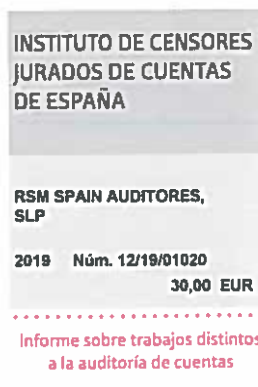 INSTITUTO DE CENSORES
JURADOS DE CUENTAS
DE ESPAÑA
RSM SPAIN AUDITORES,
SLP
2019 Núm. 12/19/01020
30,00 EUR
Informe sobre trabajos distintos
a la auditoría de cuentas